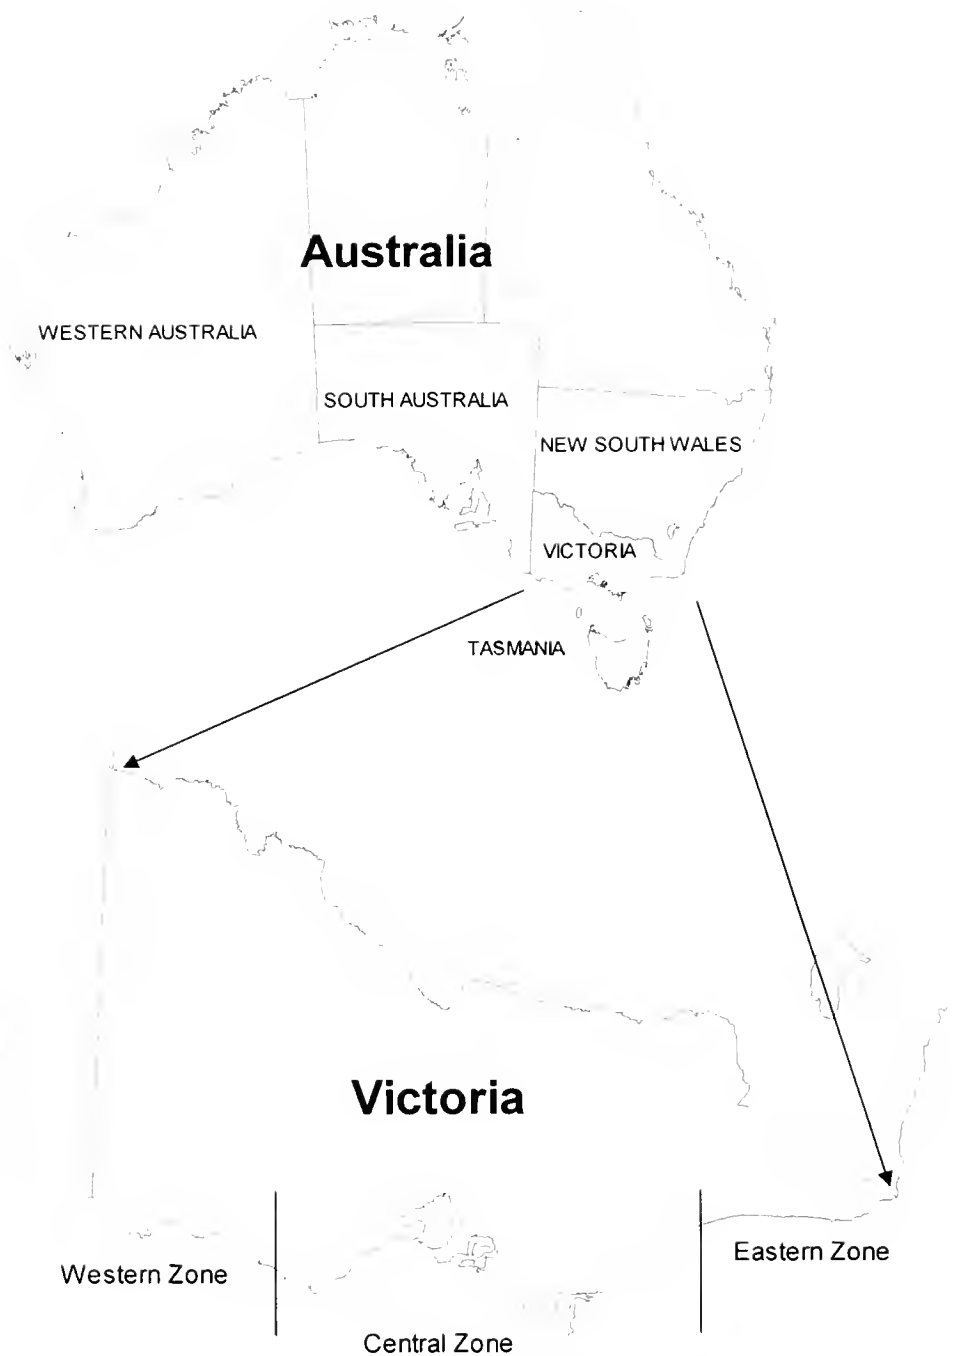 Australia
WESTERN AUSTRALIA
SOUTH AUSTRALIA
NEW SOUTH WALES
VICTORIA
TASMANIA
Victoria
Eastern Zone
Western Zone
Central Zone